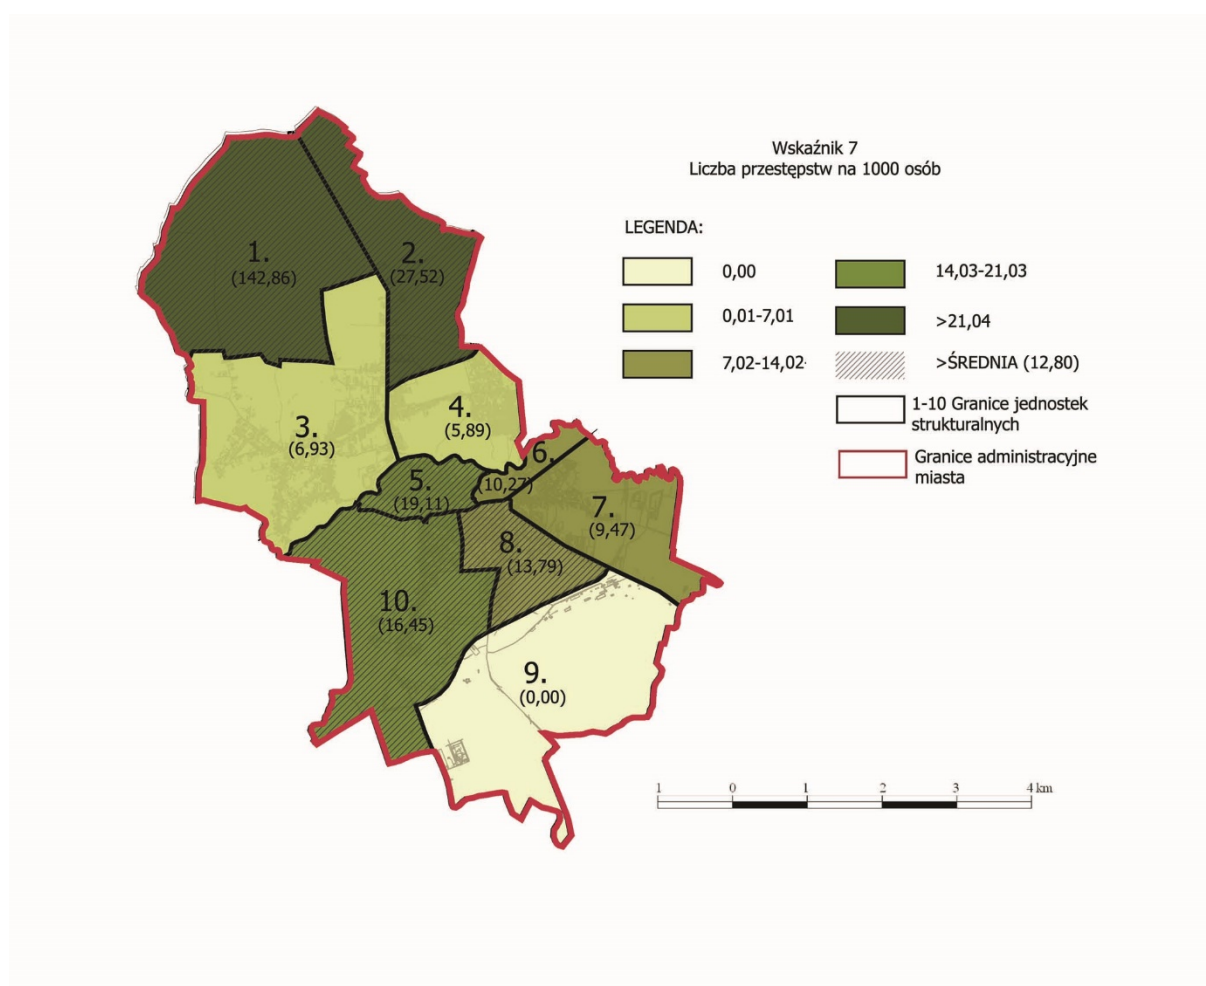 Wskaźnik 7
Liczba przestępstw na 1000 osób
LEGENDA:
0,00
0,01-7,01
7,02-14,02
14,03-21,03
>21,04
>ŚREDNIA (12,80)
1-10 Granice jednostek
strukturalnych
Granice administracyjne
miasta
1.
(142,86)
2.
(27,52)
3.
(6,93)
4.
(5,89)
5.
(19,11)
6.
(10,27)
7.
(9,47)
8.
(13,79)
10.
(16,45)
9.
(0,00)
1 0 1 2 3 4 km